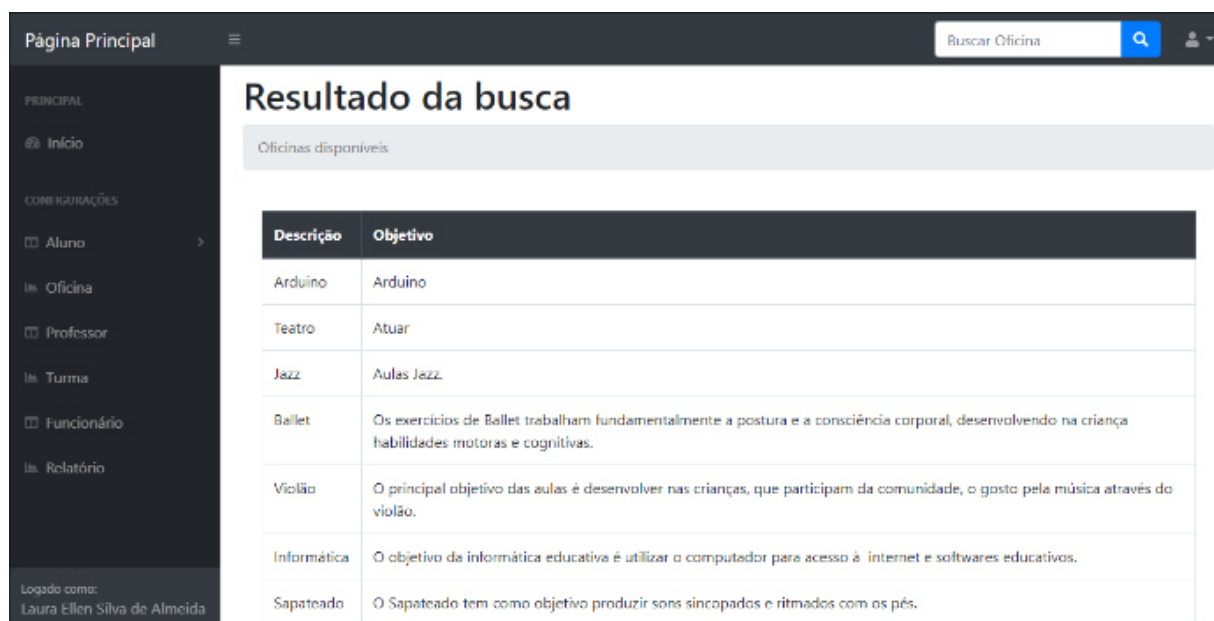 Página Principal
Buscar Oficina
PRINCIPAL
Início
CONFIGURAÇÕES
Aluno
Oficina
Professor
Turma
Funcionário
Relatório
Logado como:
Laura Ellen Silva de Almeida
Resultado da busca
Oficinas disponíveis
Descrição Objetivo
Arduino Arduino
Teatro Atuar
Jazz Aulas Jazz.
Ballet Os exercícios de Ballet trabalham fundamentalmente a postura e a consciência corporal, desenvolvendo na criança
habilidades motoras e cognitivas.
Violão O principal objetivo das aulas é desenvolver nas crianças, que participam da comunidade, o gosto pela música através do
violão.
Informática O objetivo da informática educativa é utilizar o computador para acesso à internet e softwares educativos.
Sapateado O Sapateado tem como objetivo produzir sons sincopados e ritmados com os pés.